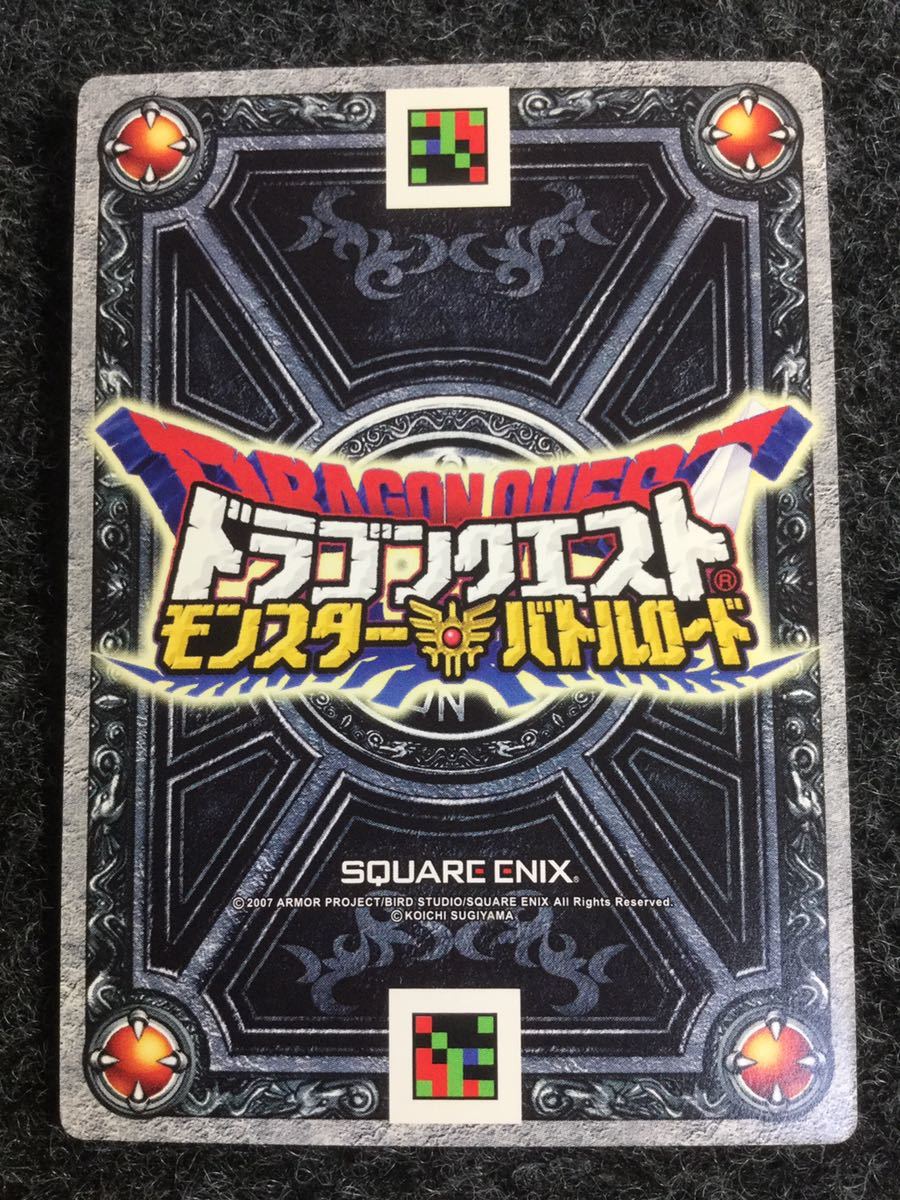 DRAGON QUEST
ドラゴンクエスト®
モンスター バトルロード
SQUARE ENIX®
© 2007 ARMOR PROJECT/BIRD STUDIO/SQUARE ENIX All Rights Reserved.
© KOICHI SUGIYAMA